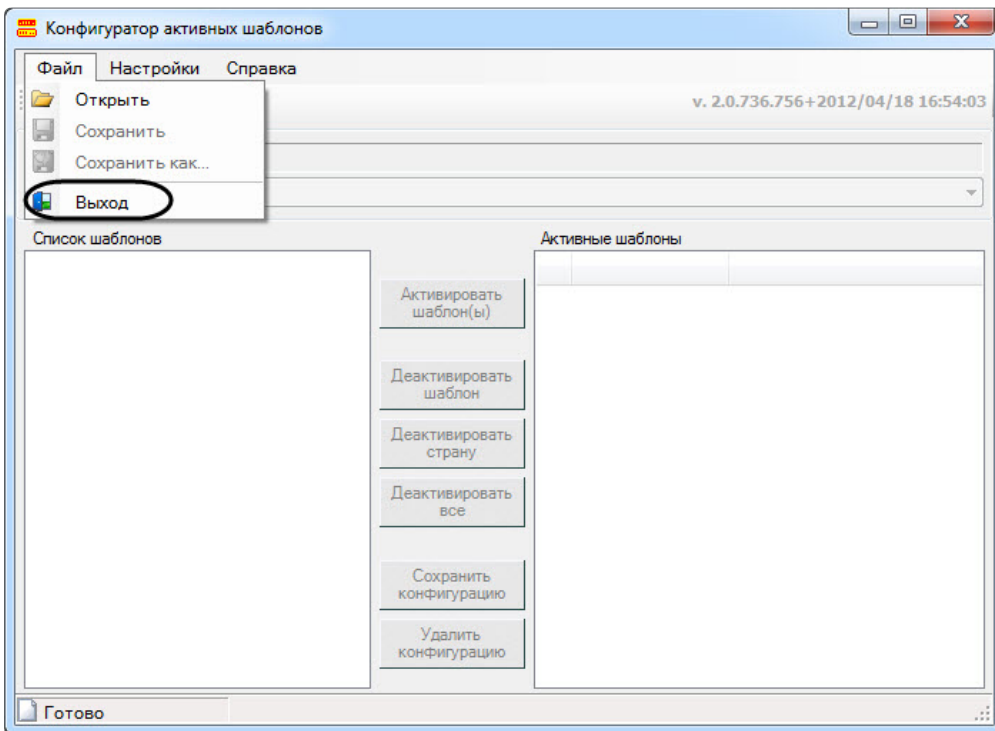 Конфигуратор активных шаблонов
Файл Настройки Справка
Открыть
v. 2.0.736.756+2012/04/18 16:54:03
Сохранить
Сохранить как...
Выход
Список шаблонов
Активные шаблоны
Активировать
шаблон(ы)
Деактивировать
шаблон
Деактивировать
страну
Деактивировать
все
Сохранить
конфигурацию
Удалить
конфигурацию
Готово